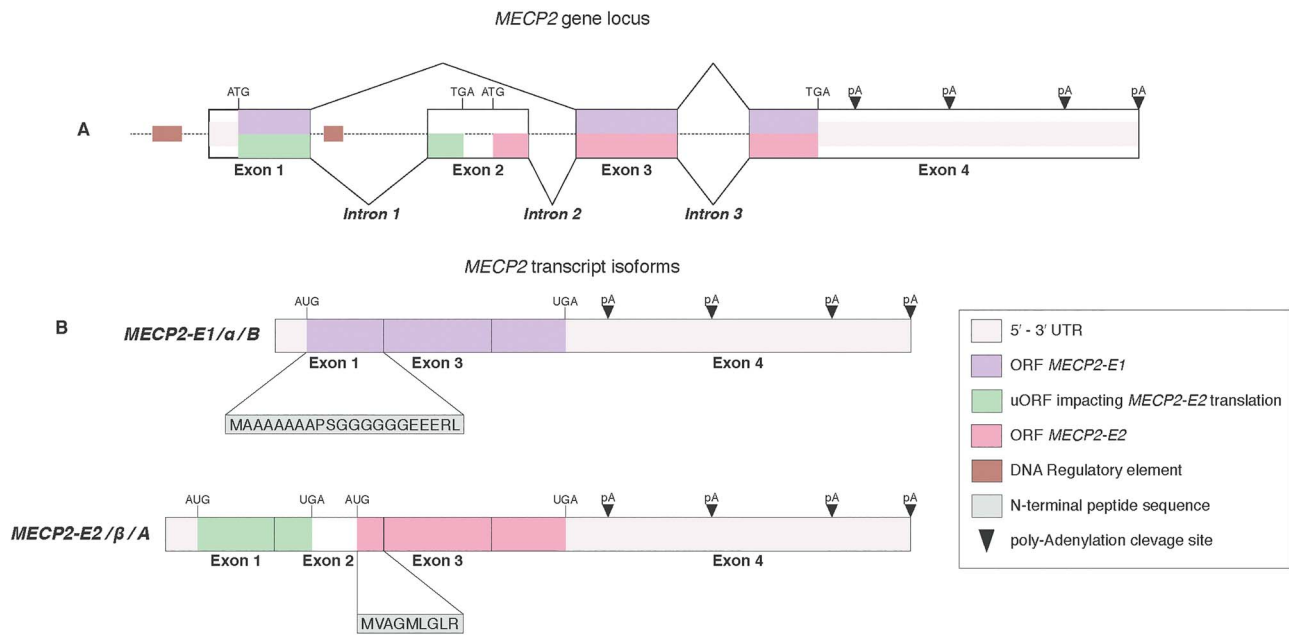 MECP2 gene locus
ATG
TGA ATG
TGA
pA
pA
pA
pA
A
Exon 1
Exon 2
Exon 3
Exon 4
Intron 1
Intron 2
Intron 3
MECP2 transcript isoforms
B
MECP2-E1/α/B
AUG
UGA
pA
pA
pA
pA
Exon 1
Exon 3
Exon 4
MAAAAAAAPSGGGGGGEEERL
MECP2-E2/β/A
AUG
UGA
AUG
UGA
pA
pA
pA
pA
Exon 1
Exon 2
Exon 3
Exon 4
MVAGMLGLR
5′ - 3′ UTR
ORF MECP2-E1
uORF impacting MECP2-E2 translation
ORF MECP2-E2
DNA Regulatory element
N-terminal peptide sequence
poly-Adenylation clevage site